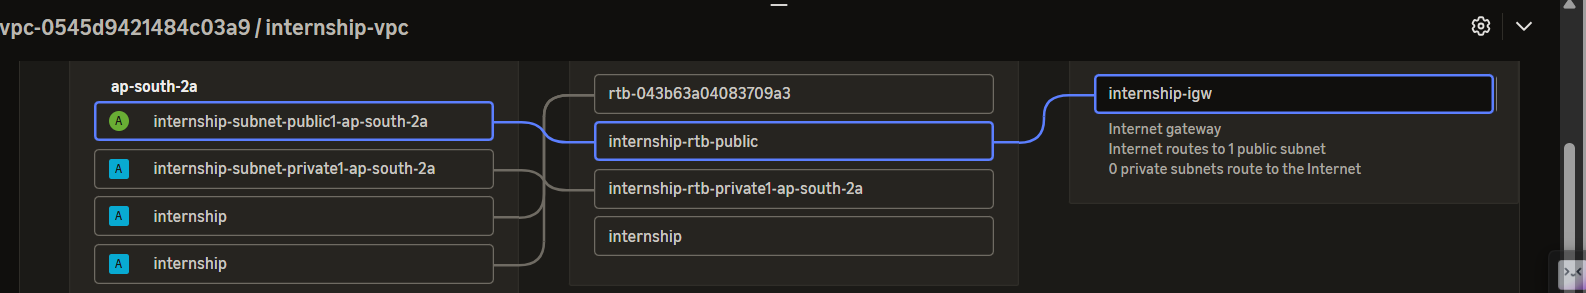 vpc-0545d9421484c03a9 / internship-vpc
ap-south-2a
A internship-subnet-public1-ap-south-2a
A internship-subnet-private1-ap-south-2a
A internship
A internship
rtb-043b63a04083709a3
internship-rtb-public
internship-rtb-private1-ap-south-2a
internship
internship-igw
Internet gateway
Internet routes to 1 public subnet
0 private subnets route to the Internet